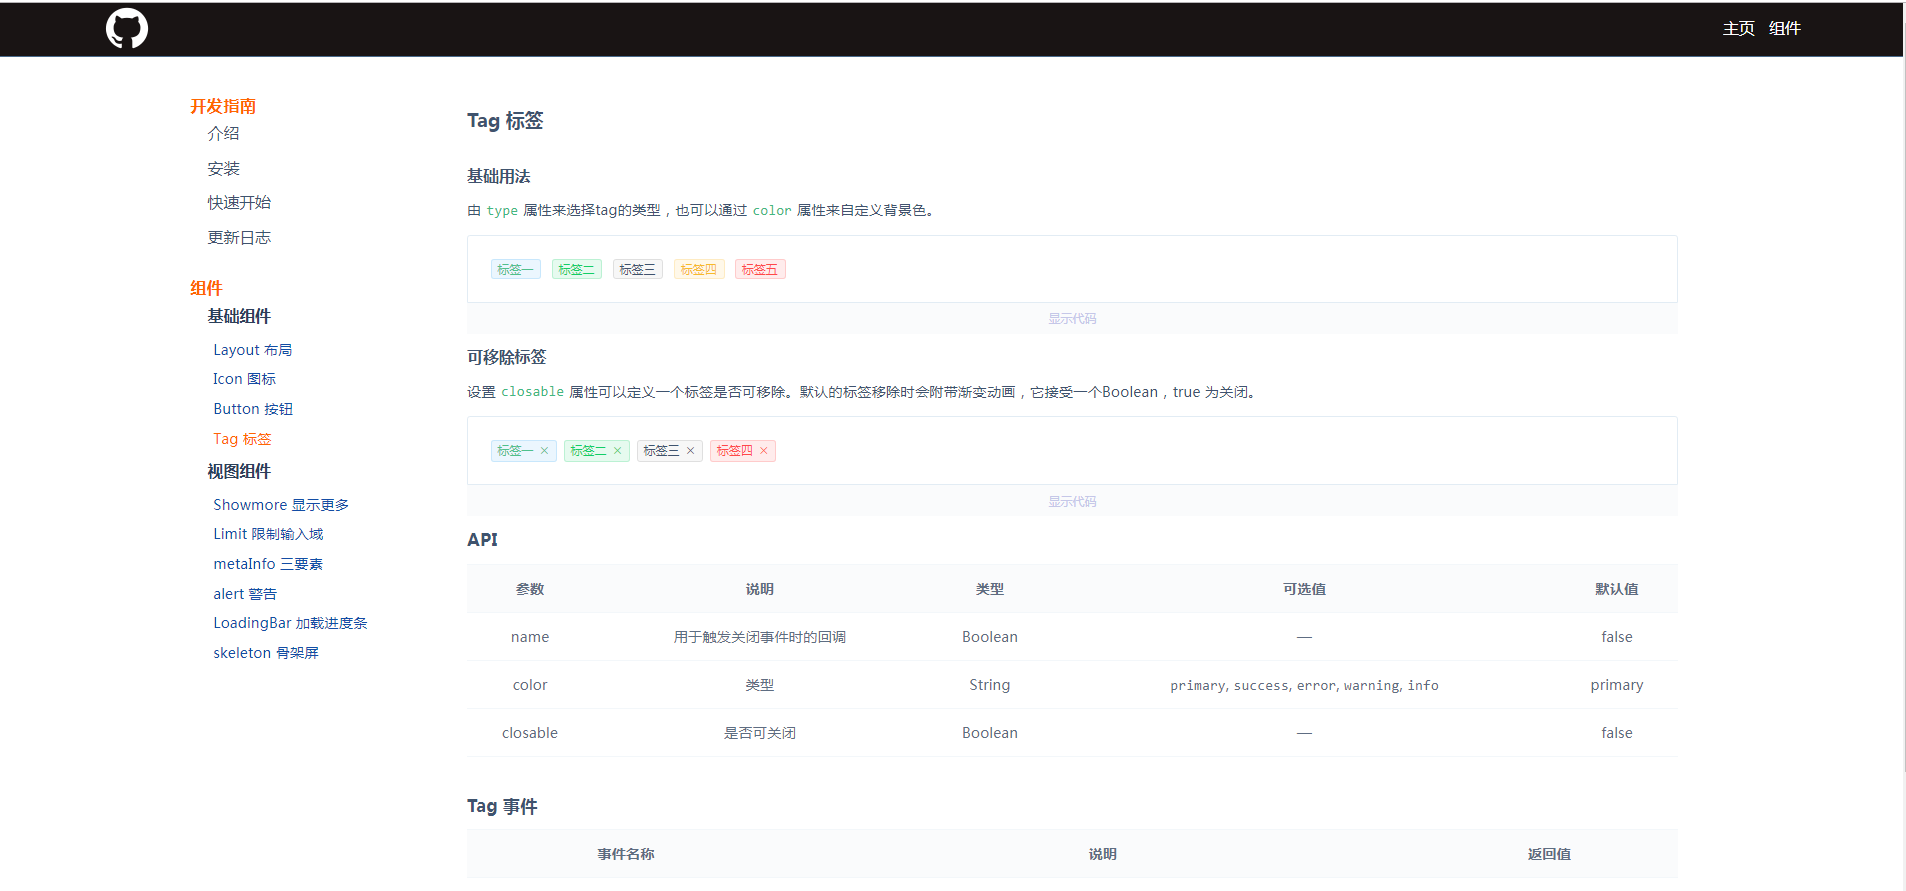 主页 组件
开发指南
介绍
安装
快速开始
更新日志
组件
基础组件
Layout 布局
Icon 图标
Button 按钮
Tag 标签
视图组件
Showmore 显示更多
Limit 限制输入域
metaInfo 三要素
alert 警告
LoadingBar 加载进度条
skeleton 骨架屏
Tag 标签
基础用法
由 type 属性来选择tag的类型，也可以通过 color 属性来自定义背景色。
标签一 标签二 标签三 标签四 标签五
显示代码
可移除标签
设置 closable 属性可以定义一个标签是否可移除。默认的标签移除时会附带渐变动画，它接受一个Boolean，true 为关闭。
标签一 × 标签二 × 标签三 × 标签四 ×
显示代码
API
参数 说明 类型 可选值 默认值
name 用于触发关闭事件时的回调 Boolean — false
color 类型 String primary, success, error, warning, info primary
closable 是否可关闭 Boolean — false
Tag 事件
事件名称 说明 返回值